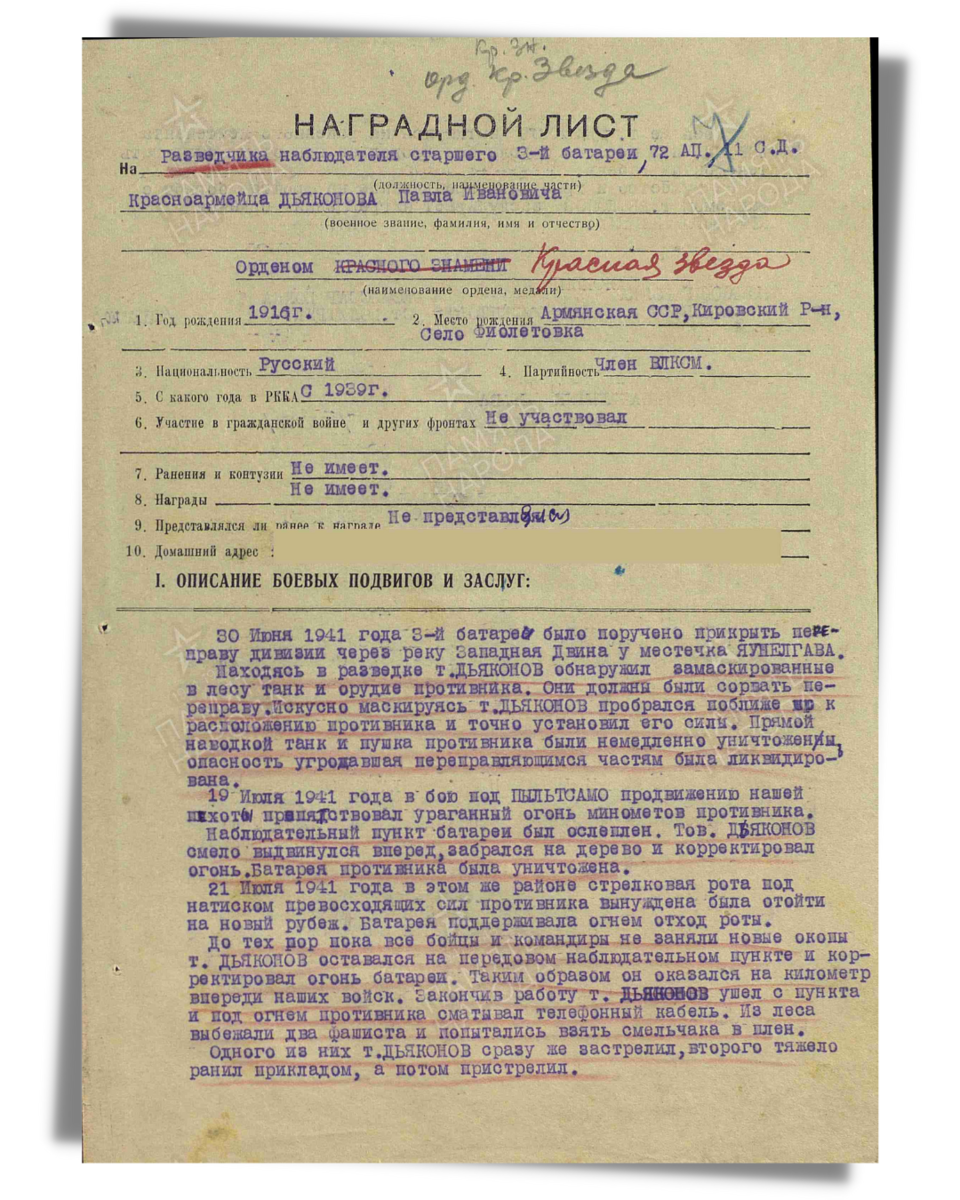 Кр. Зн.
орд. Кр. Звезда
НАГРАДНОЙ ЛИСТ
На Разведчика наблюдателя старшего 3-й батареи, 72 АП. 11 С.Д.
(должность, наименование части)
Красноармейца ДЬЯКОНОВА Павла Ивановича
(военное звание, фамилия, имя и отчество)
Орденом КРАСНОГО ЗНАМЕНИ Красная звезда
(наименование ордена, медали)
1. Год рождения 1916г. 2. Место рождения Армянская ССР, Кировский Р-н,
Село Фиолетовка
3. Национальность Русский 4. Партийность Член ВЛКСМ.
5. С какого года в РККА С 1939г.
6. Участие в гражданской войне и других фронтах Не участвовал
7. Ранения и контузии Не имеет.
8. Награды Не имеет.
9. Представлялся ли ранее к награде Не представлялся
10. Домашний адрес :
I. ОПИСАНИЕ БОЕВЫХ ПОДВИГОВ И ЗАСЛУГ:
30 Июня 1941 года 3-й батарее было поручено прикрыть пере-
праву дивизии через реку Западная Двина у местечка ЯУНЕЛГАВА.
Находясь в разведке т.ДЬЯКОНОВ обнаружил замаскированные
в лесу танк и орудие противника. Они должны были сорвать пе-
реправу.Искусно маскируясь т.ДЬЯКОНОВ пробрался поближе к
расположению противника и точно установил его силы. Прямой
наводкой танк и пушка противника были немедленно уничтожены,
опасность угрожавшая переправляющимся частям была ликвидиро-
вана.
19 Июля 1941 года в бою под ПЫЛЬТСАМО продвижению нашей
пехоты препятствовал ураганный огонь минометов противника.
Наблюдательный пункт батареи был ослеплен. Тов. ДЬЯКОНОВ
смело выдвинулся вперед,забрался на дерево и корректировал
огонь.Батарея противника была уничтожена.
21 Июля 1941 года в этом же районе стрелковая рота под
натиском превосходящих сил противника вынуждена была отойти
на новый рубеж. Батарея поддерживала огнем отход роты.
До тех пор пока все бойцы и командиры не заняли новые окопы
т. ДЬЯКОНОВ оставался на передовом наблюдательном пункте и кор-
ректировал огонь батареи. Таким образом он оказался на километр
впереди наших войск. Закончив работу т. ДЬЯКОНОВ ушел с пункта
и под огнем противника сматывал телефонный кабель. Из леса
выбежали два фашиста и попытались взять смельчака в плен.
Одного из них т.ДЬЯКОНОВ сразу же застрелил,второго тяжело
ранил прикладом, а потом пристрелил.